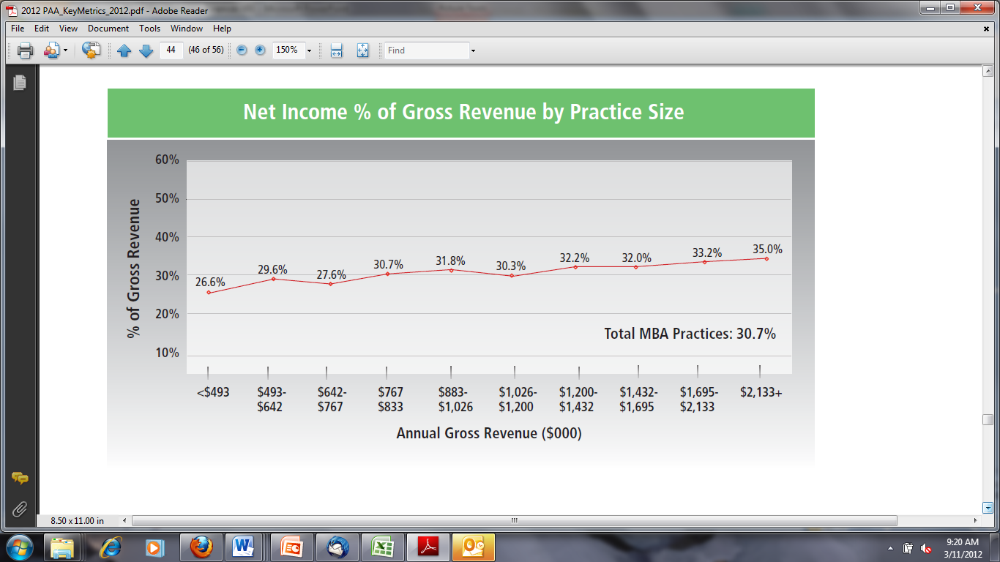 2012 PAA_KeyMetrics_2012.pdf - Adobe Reader
File Edit View Document Tools Window Help
44 (46 of 56) 150% Find
Net Income % of Gross Revenue by Practice Size
% of Gross Revenue
60%
50%
40%
30%
20%
10%
26.6% 29.6% 27.6% 30.7% 31.8% 30.3% 32.2% 32.0% 33.2% 35.0%
Total MBA Practices: 30.7%
<$493 $493- $642- $767 $883- $1,026- $1,200- $1,432- $1,695- $2,133+
$642 $767 $833 $1,026 $1,200 $1,432 $1,695 $2,133
Annual Gross Revenue ($000)
8.50 x 11.00 in
9:20 AM
3/11/2012